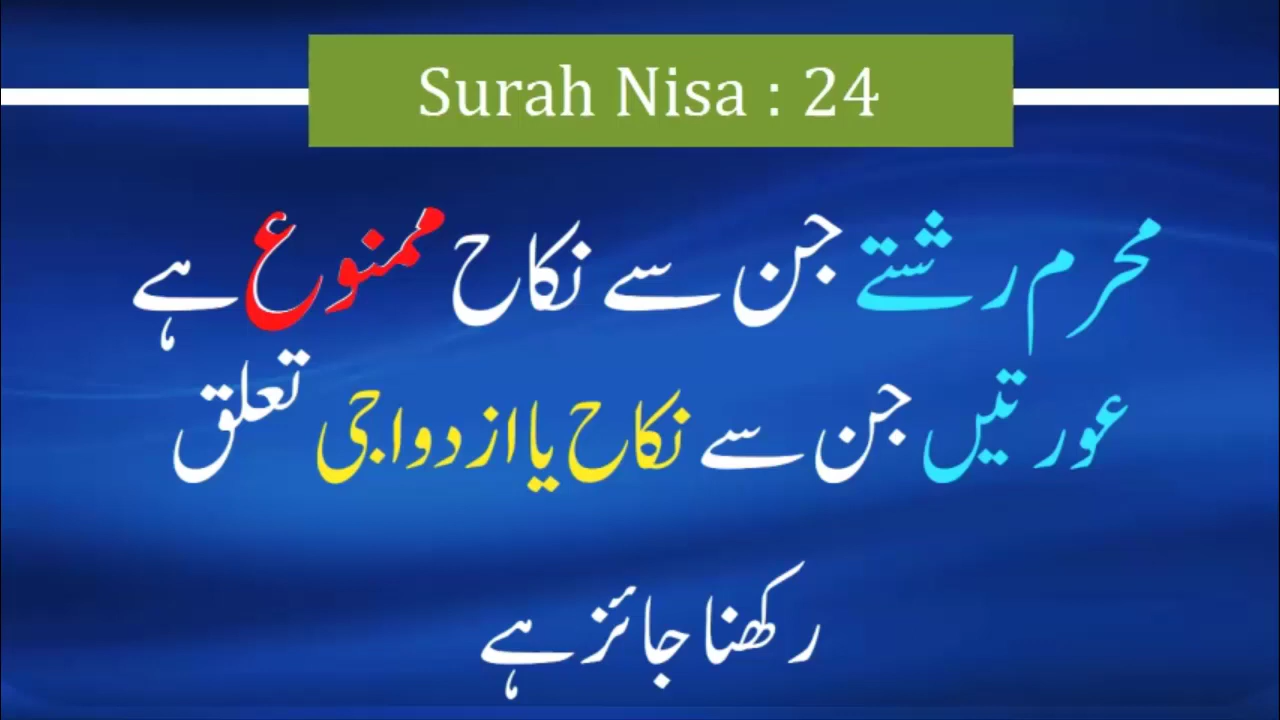 Surah Nisa : 24
محرم رشتے جن سے نکاح ممنوع ہے
عورتیں جن سے نکاح یا ازدواجی تعلق
رکھنا جائز ہے